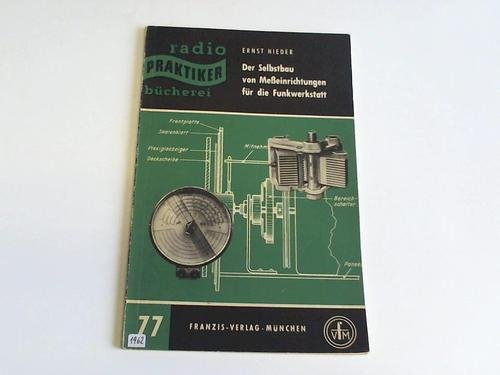 radio
PRAKTIKER
bücherei
ERNST NIEDER
Der Selbstbau
von Meßeinrichtungen
für die Funkwerkstatt
Frontplatte
Skalenblatt
Plexiglaszeiger
Deckscheibe
Mitnehm
Bereich-
schalter
77
1962
FRANZIS-VERLAG · MÜNCHEN